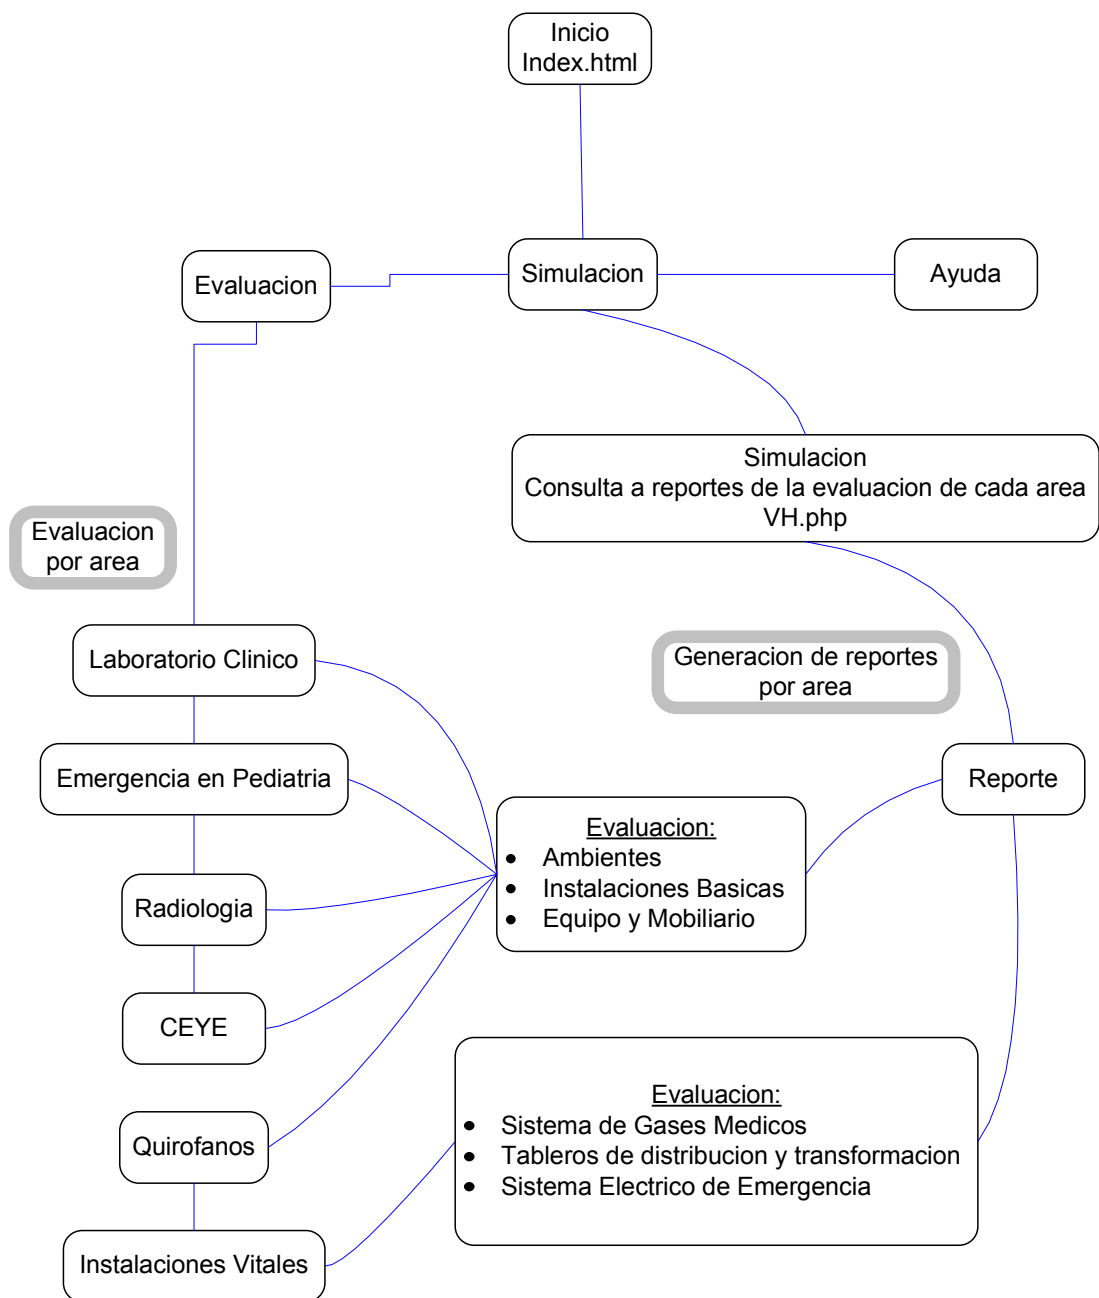 Inicio
Index.html
Evaluacion
Simulacion
Ayuda
Simulacion
Consulta a reportes de la evaluacion de cada area
VH.php
Evaluacion
por area
Laboratorio Clinico
Generacion de reportes
por area
Emergencia en Pediatria
Reporte
Evaluacion:
• Ambientes
• Instalaciones Basicas
• Equipo y Mobiliario
Radiologia
CEYE
Evaluacion:
• Sistema de Gases Medicos
• Tableros de distribucion y transformacion
• Sistema Electrico de Emergencia
Quirofanos
Instalaciones Vitales